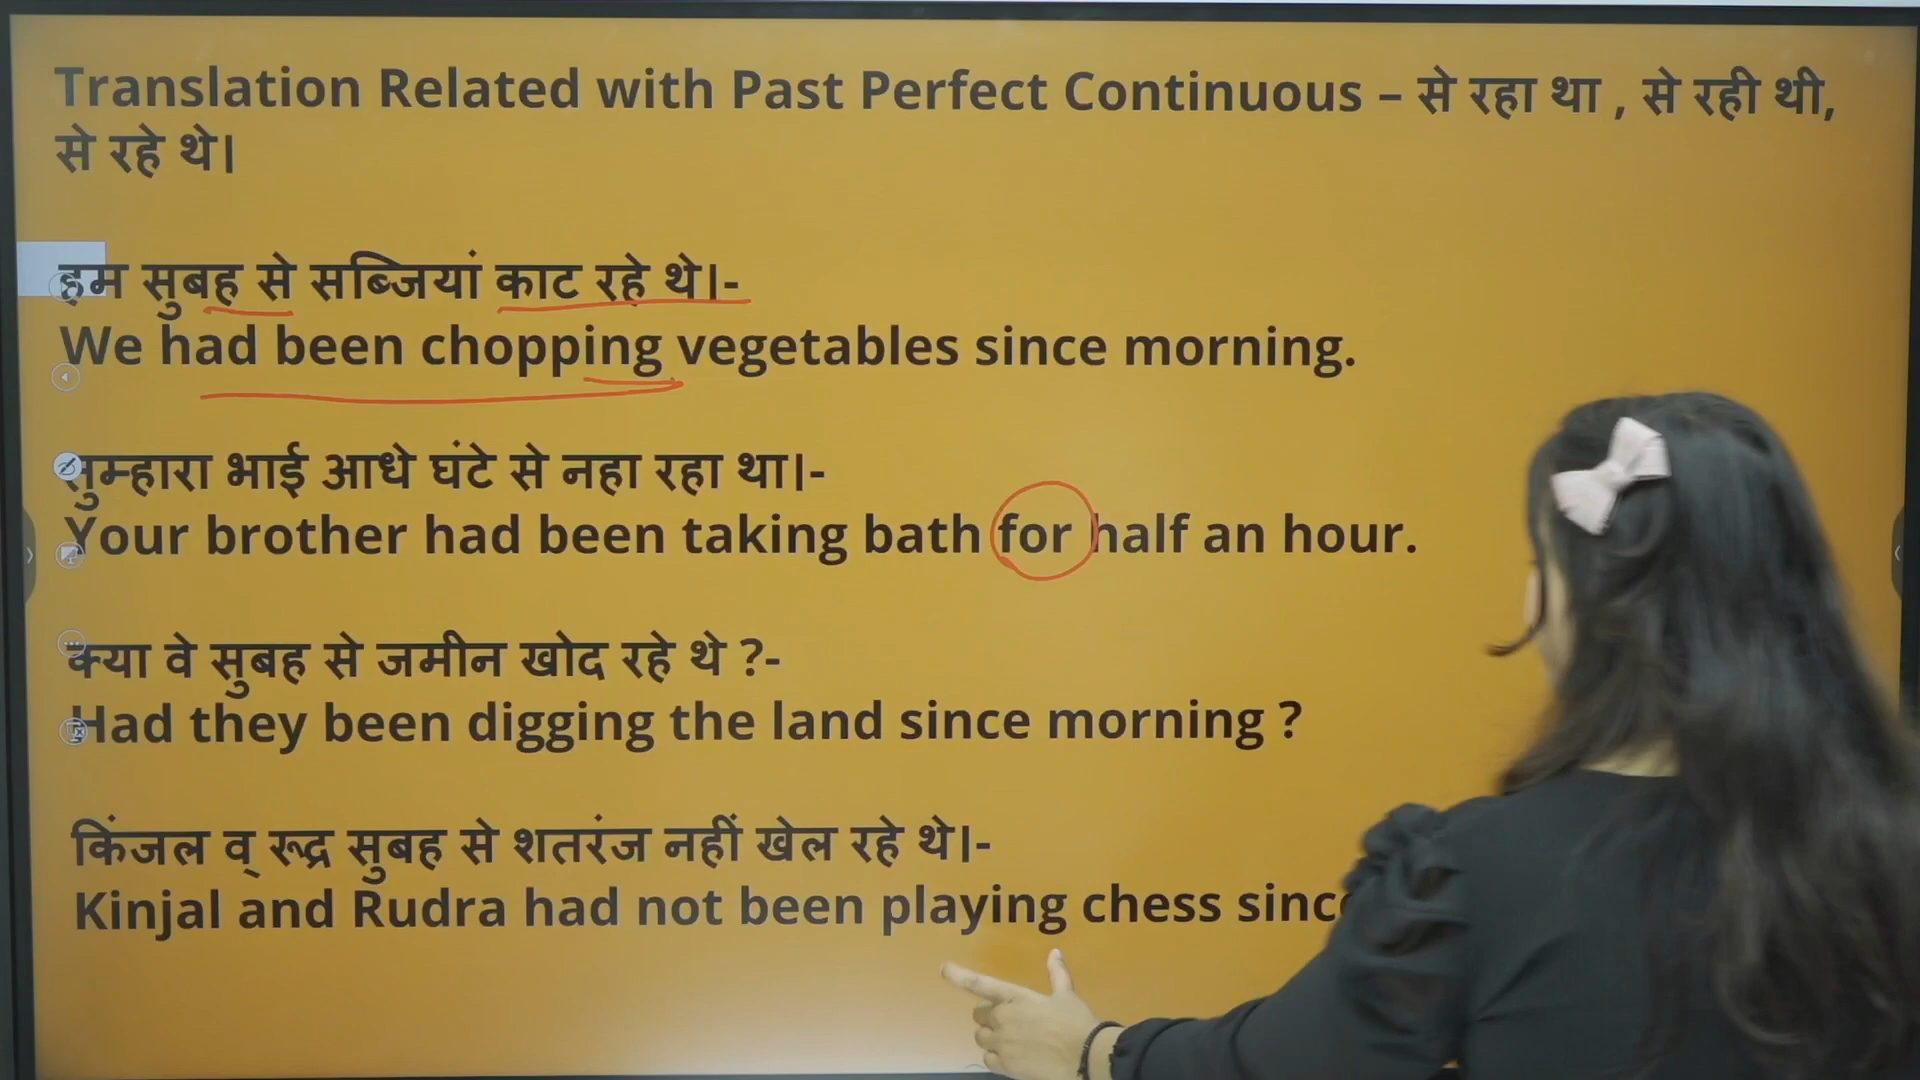 Translation Related with Past Perfect Continuous – से रहा था , से रही थी,
से रहे थे।
हम सुबह से सब्जियां काट रहे थे।-
We had been chopping vegetables since morning.
तुम्हारा भाई आधे घंटे से नहा रहा था।-
Your brother had been taking bath for half an hour.
क्या वे सुबह से जमीन खोद रहे थे ?-
Had they been digging the land since morning ?
किंजल व् रूद्र सुबह से शतरंज नहीं खेल रहे थे।-
Kinjal and Rudra had not been playing chess